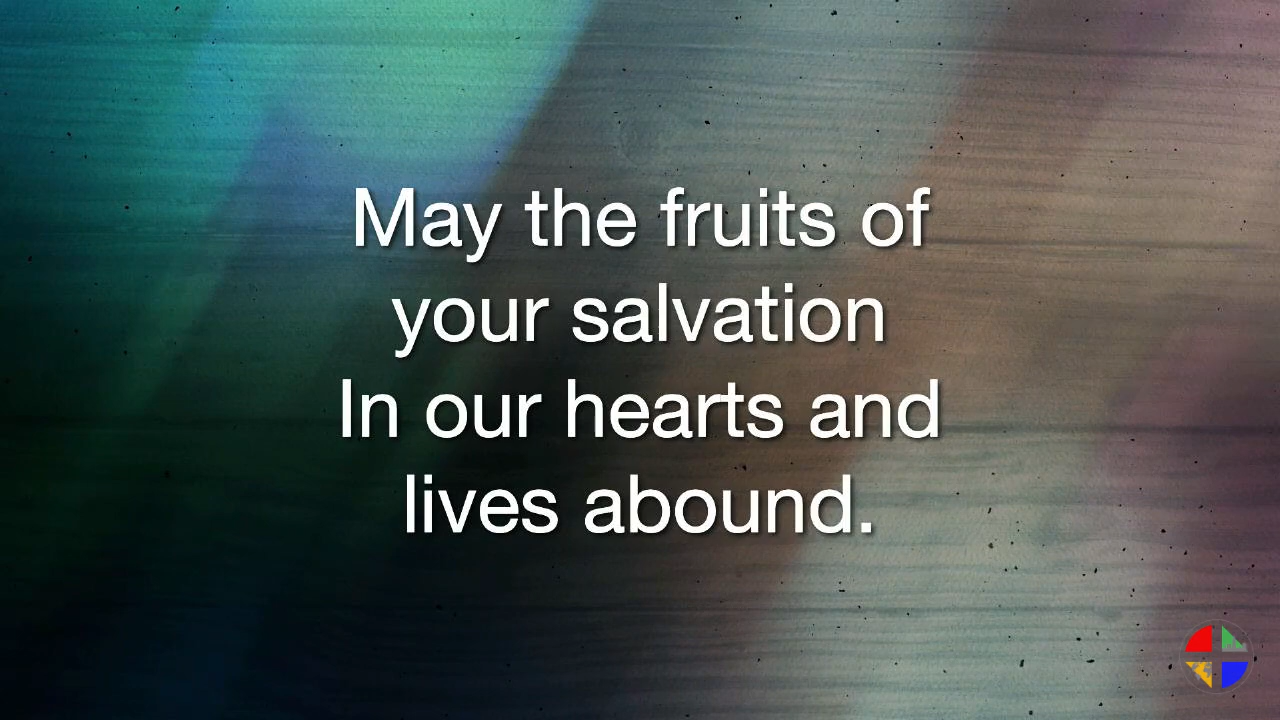 May the fruits of
your salvation
In our hearts and
lives abound.